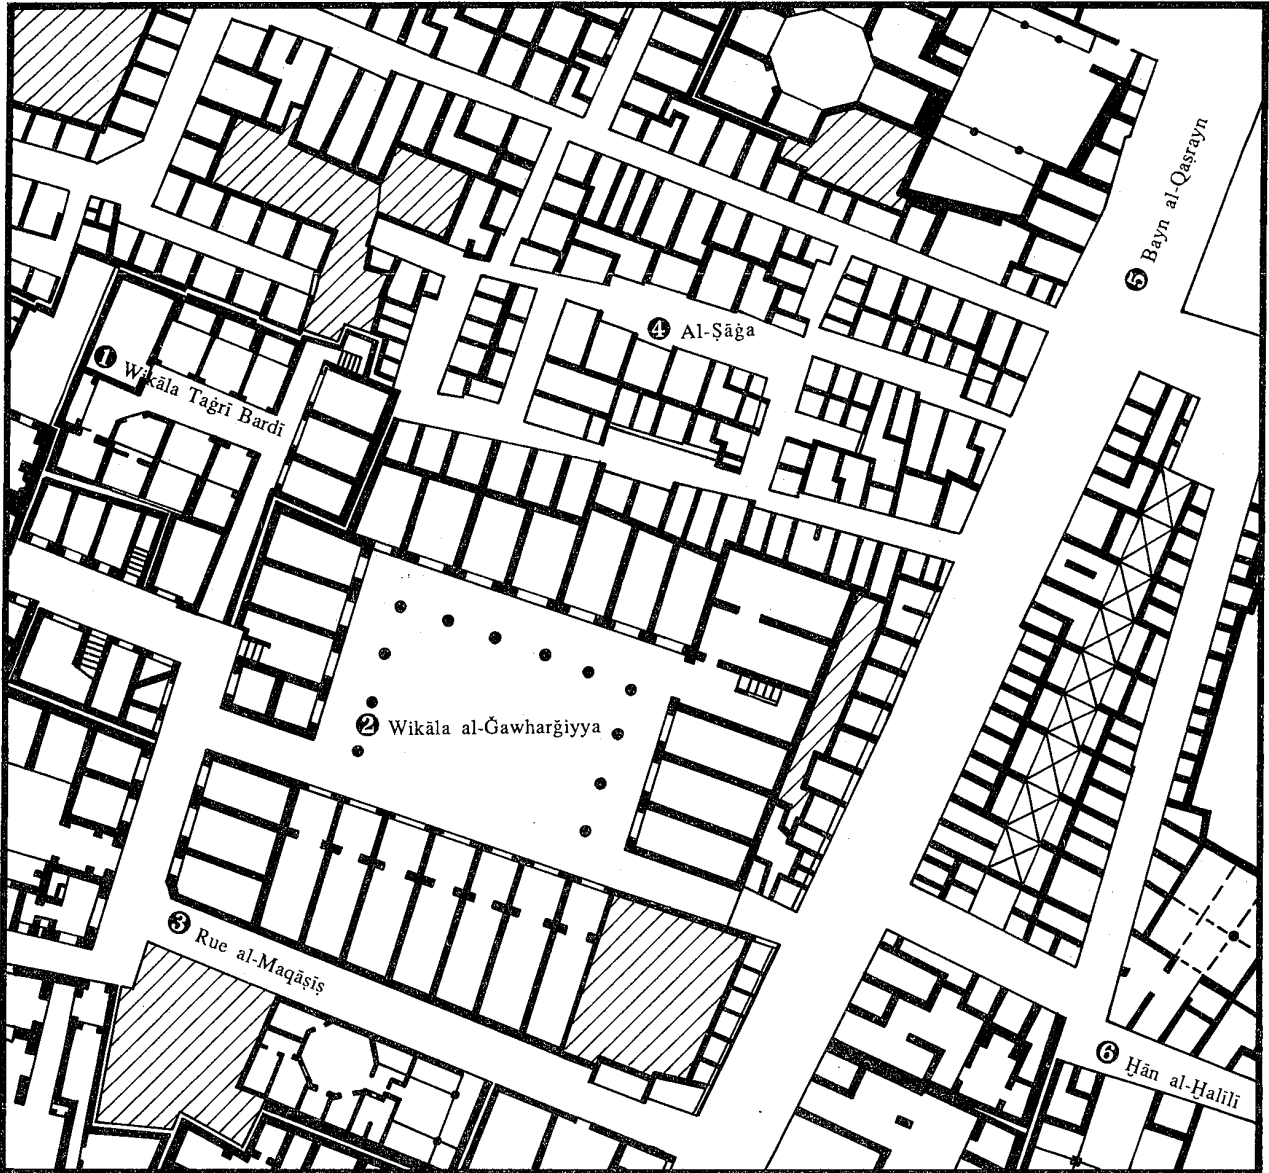 ❶ Wikāla Taġrī Bardī
❷ Wikāla al-Ǧawharǧiyya
❸ Rue al-Maqāṣīṣ
❹ Al-Ṣāġa
❺ Bayn al-Qaṣrayn
❻ Ḫān al-Ḫalīlī